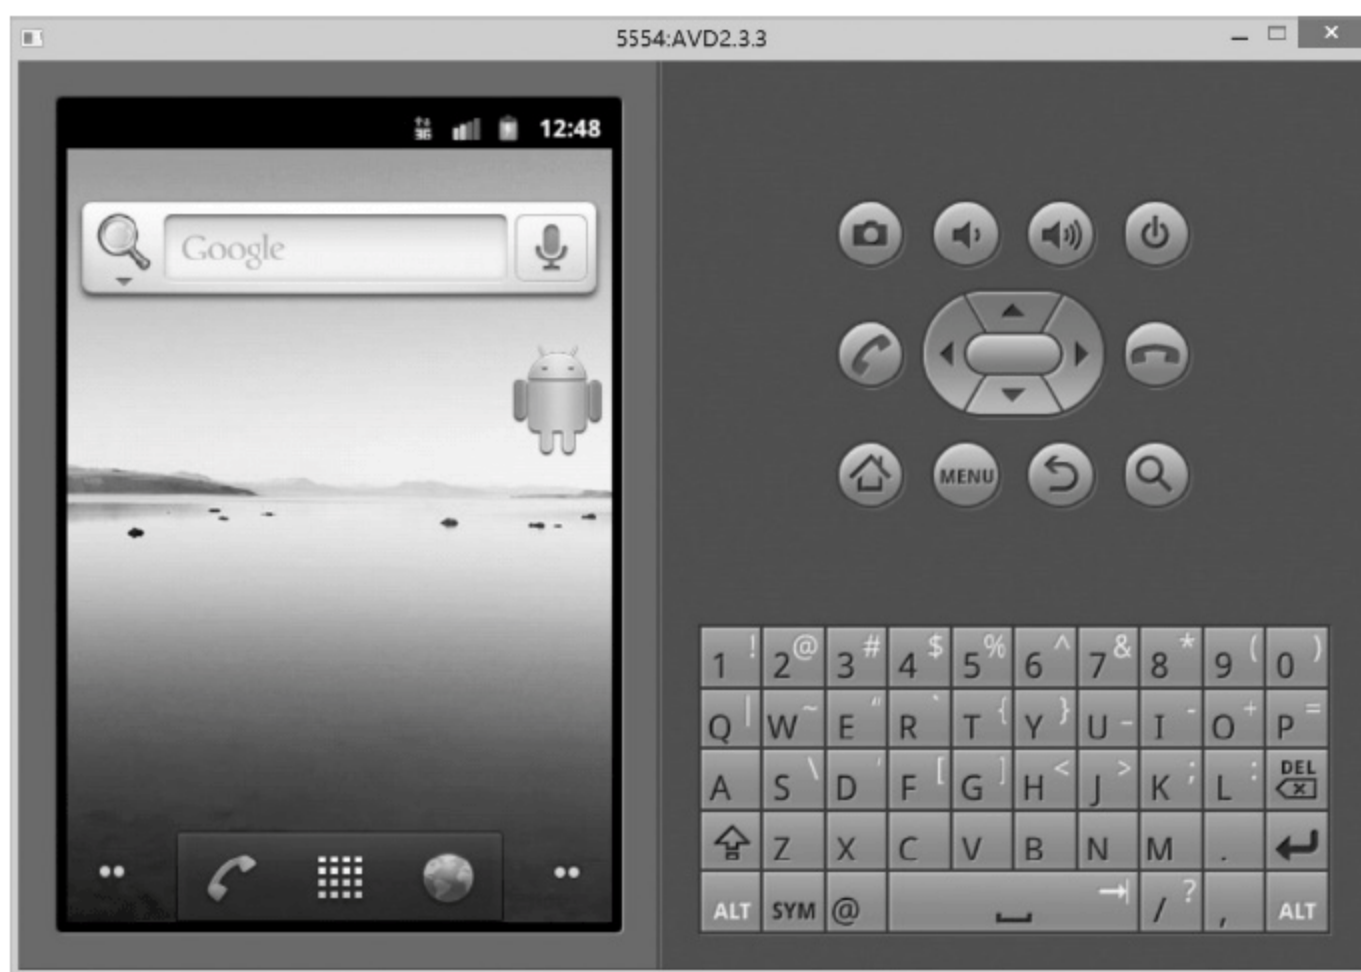 5554:AVD2.3.3
3G 12:48
Google
MENU
1 ! 2 @ 3 # 4 $ 5 % 6 ^ 7 & 8 * 9 ( 0 )
Q | W ~ E " R ` T { Y } U _ I - O + P =
A S \ D ' F [ G ] H < J > K ; L : DEL
Z X C V B N M .
ALT SYM @ / ? , ALT